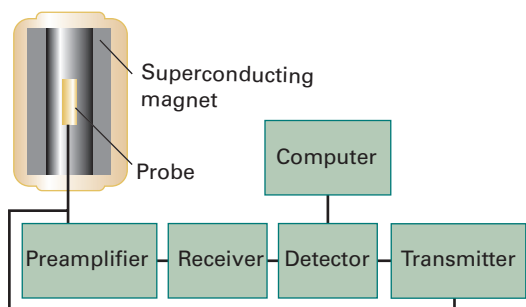 Superconducting
magnet
Probe
Computer
Preamplifier
Receiver
Detector
Transmitter